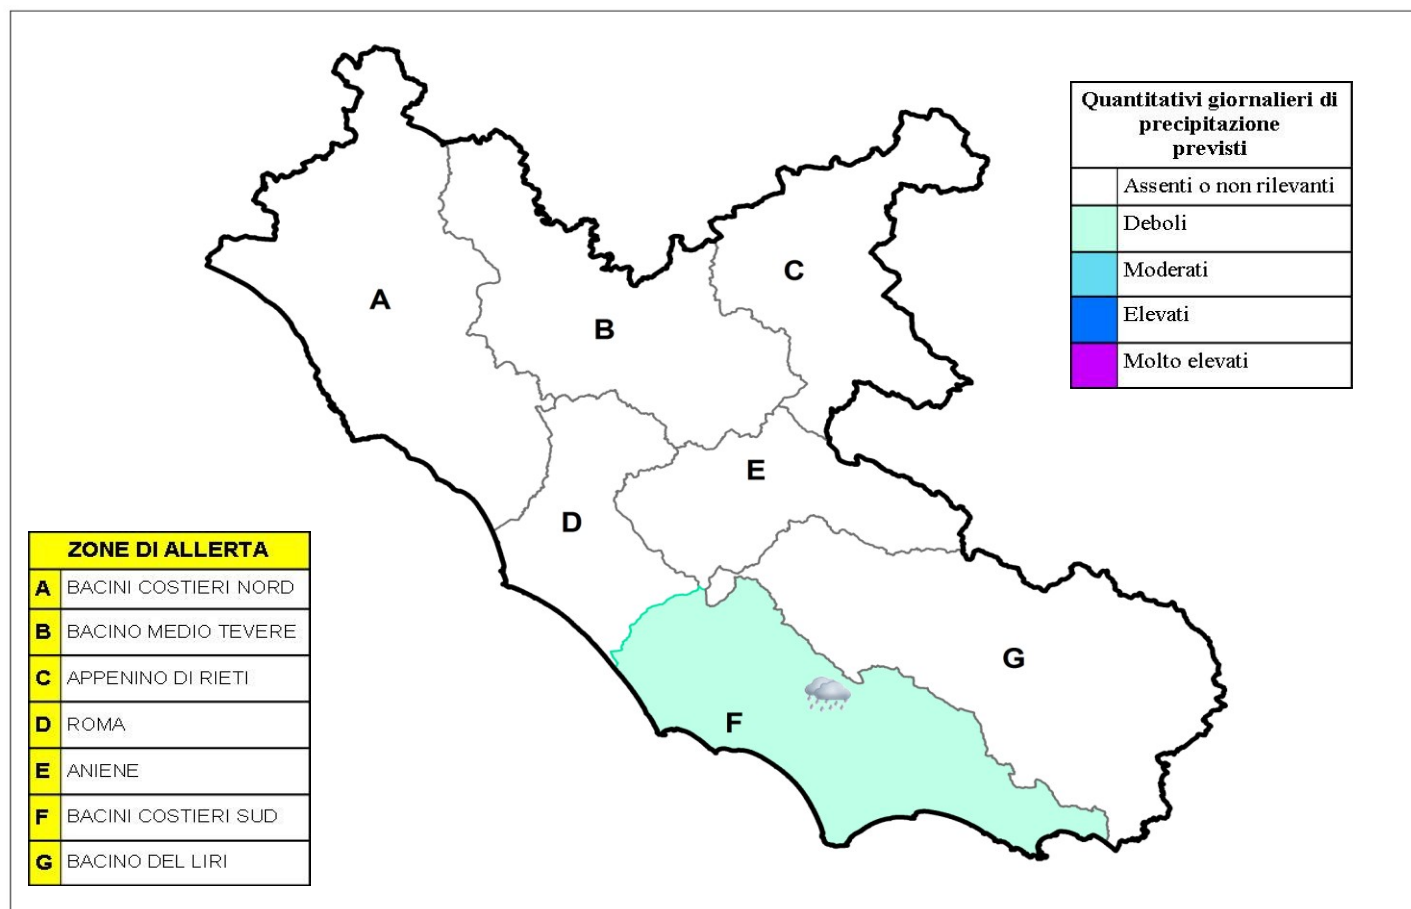 Quantitativi giornalieri di
precipitazione
previsti
Assenti o non rilevanti
Deboli
Moderati
Elevati
Molto elevati
A
B
C
D
E
F
G
ZONE DI ALLERTA
A BACINI COSTIERI NORD
B BACINO MEDIO TEVERE
C APPENINO DI RIETI
D ROMA
E ANIENE
F BACINI COSTIERI SUD
G BACINO DEL LIRI